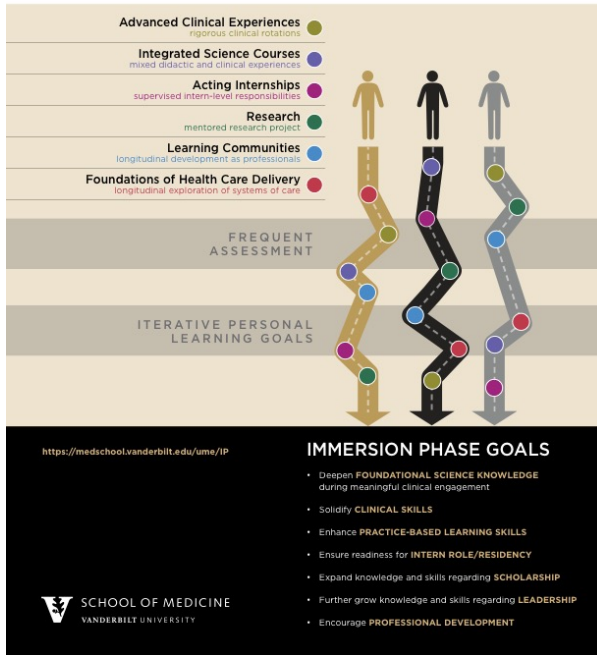 Advanced Clinical Experiences
rigorous clinical rotations
Integrated Science Courses
mixed didactic and clinical experiences
Acting Internships
supervised intern-level responsibilities
Research
mentored research project
Learning Communities
longitudinal development as professionals
Foundations of Health Care Delivery
longitudinal exploration of systems of care
FREQUENT
ASSESSMENT
ITERATIVE PERSONAL
LEARNING GOALS
https://medschool.vanderbilt.edu/ume/IP
IMMERSION PHASE GOALS
• Deepen FOUNDATIONAL SCIENCE KNOWLEDGE
during meaningful clinical engagement
• Solidify CLINICAL SKILLS
• Enhance PRACTICE-BASED LEARNING SKILLS
• Ensure readiness for INTERN ROLE/RESIDENCY
• Expand knowledge and skills regarding SCHOLARSHIP
• Further grow knowledge and skills regarding LEADERSHIP
• Encourage PROFESSIONAL DEVELOPMENT
V SCHOOL OF MEDICINE
VANDERBILT UNIVERSITY